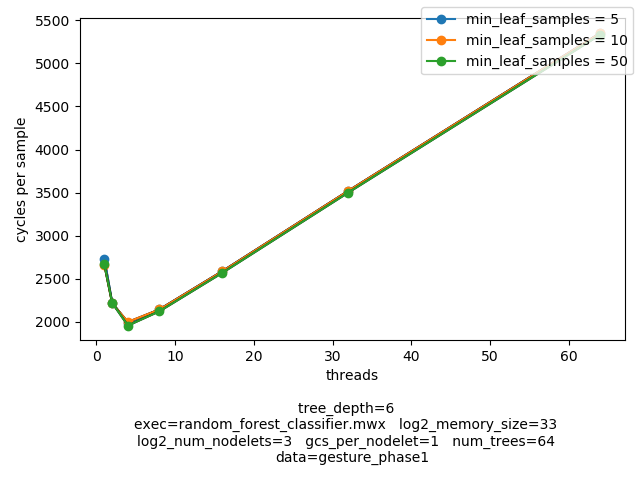 min_leaf_samples = 5
min_leaf_samples = 10
min_leaf_samples = 50
cycles per sample
5500
5000
4500
4000
3500
3000
2500
2000
0 10 20 30 40 50 60
threads
tree_depth=6
exec=random_forest_classifier.mwx log2_memory_size=33
log2_num_nodelets=3 gcs_per_nodelet=1 num_trees=64
data=gesture_phase1